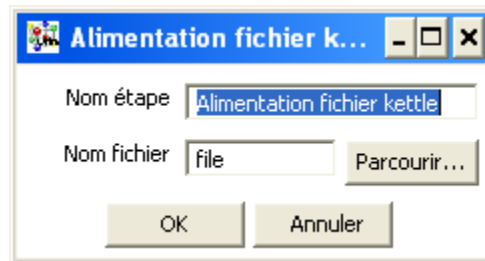 Alimentation fichier k...
Nom étape Alimentation fichier kettle
Nom fichier file Parcourir...
OK Annuler